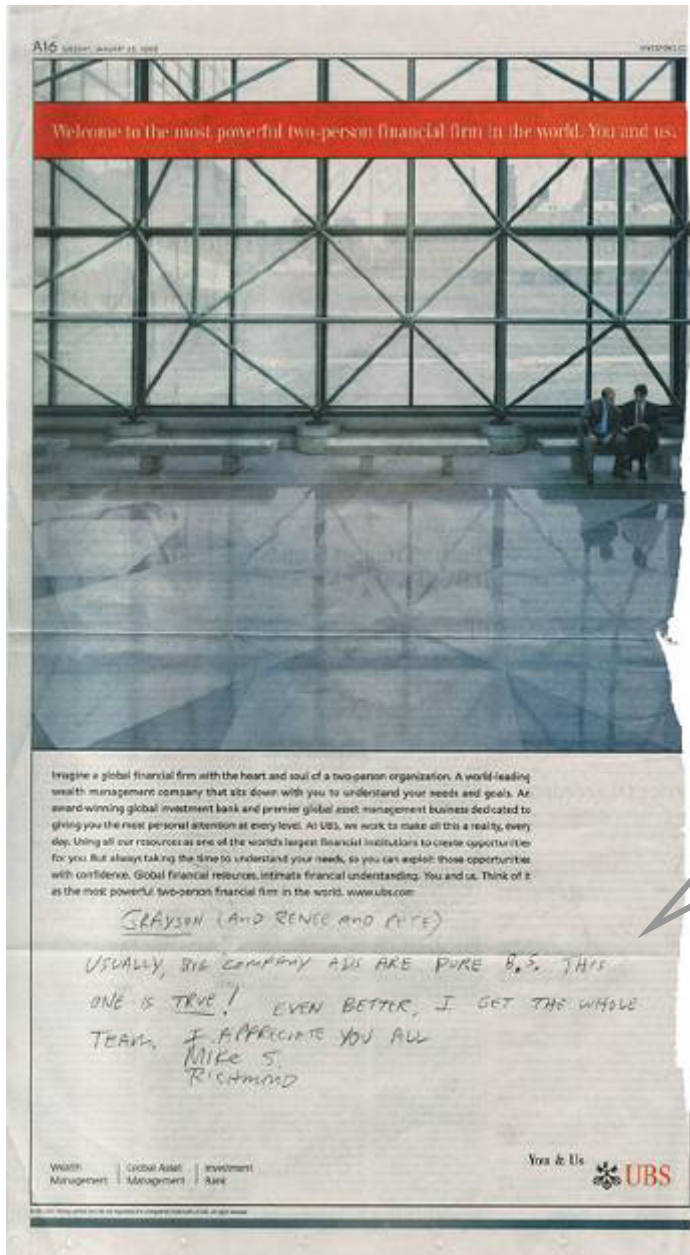 A16
Welcome to the most powerful two-person financial firm in the world. You and us.
Imagine a global financial firm with the heart and soul of a two-person organization. A world-leading
wealth management company that sits down with you to understand your needs and goals. An
award-winning global investment bank and premier global asset management business dedicated to
giving you the most personal attention at every level. At UBS, we work to make all this a reality, every
day. Using all our resources as one of the world's largest financial institutions to create opportunities
for you. But always taking the time to understand your needs, so you can exploit those opportunities
with confidence. Global financial resources, intimate financial understanding. You and us. Think of it
as the most powerful two-person financial firm in the world. www.ubs.com
GRAYSON (AND RENEE AND PETE)
USUALLY, BIG COMPANY ADS ARE PURE B.S. THIS
ONE IS TRUE! EVEN BETTER, I GET THE WHOLE
TEAM. I APPRECIATE YOU ALL
MIKE S.
RICHMOND
You & Us
UBS
Wealth Management
Global Asset Management
Investment Bank